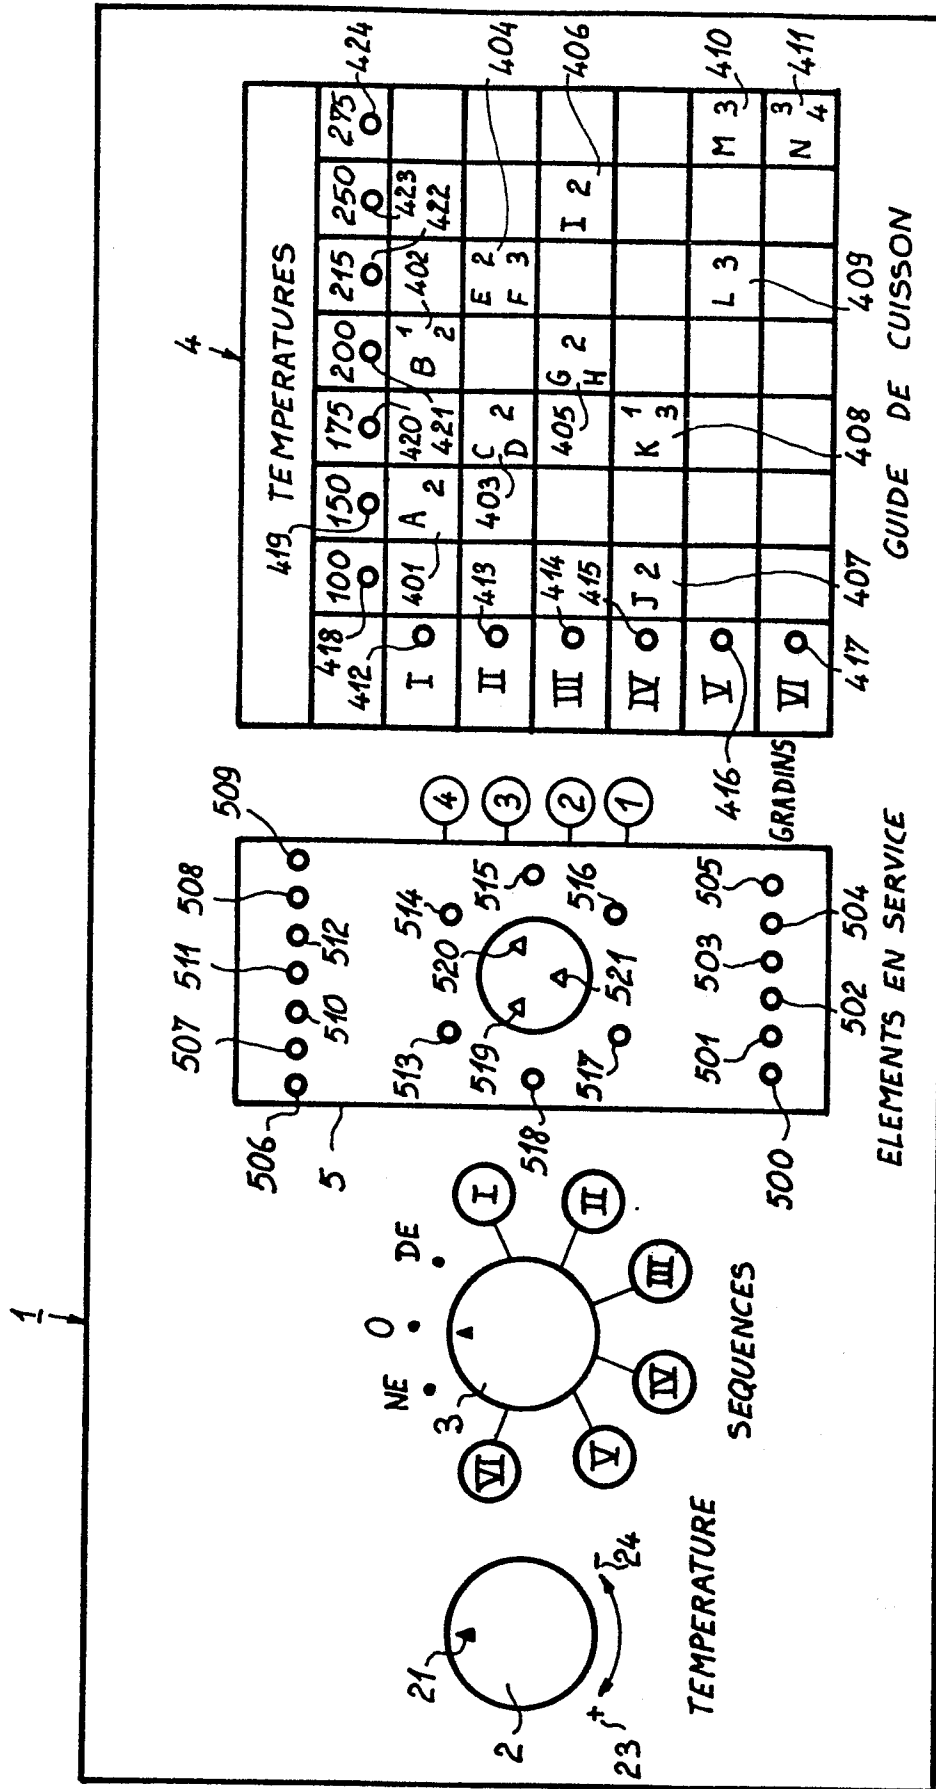 1
4
419 TEMPERATURES
418 100 150 175 200 215 250 275 424
412
I 401 A 2 420 421 B 1 2 402 423 422
II 413 403 C D 2 E 2 F 3 404
III 414 415 405 G H 2 I 2 406
IV J 2 K 1 3
V L 3 M 3 410
VI N 3 4 411
416 417 407 408 409
GUIDE DE CUISSON
506 507 510 511 512 508 509
5
513 514
519 520 515
518 521
517 516
4
3
2
1
GRADINS
500 501 502 503 504 505
ELEMENTS EN SERVICE
NE O DE
3
I
II
III
IV
V
VI
SEQUENCES
21
2
23 + - 24
TEMPERATURE